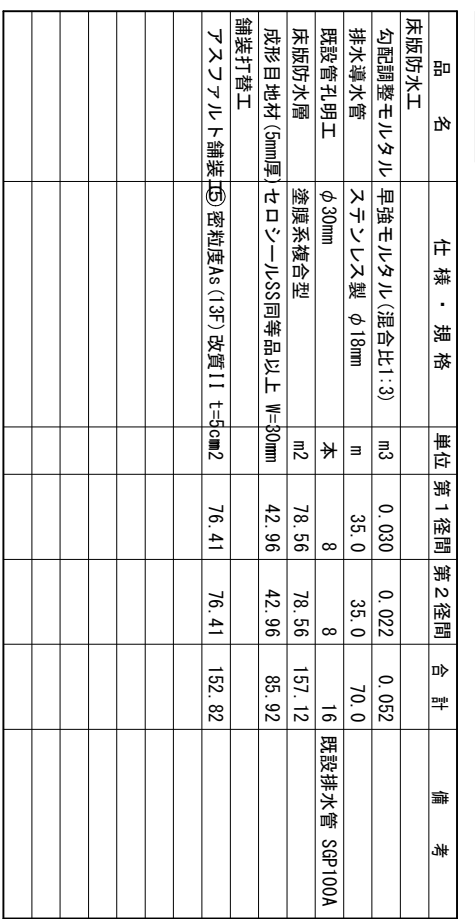 品 名 仕 様 ・ 規 格 単位 第1径間 第2径間 合 計 備 考
床版防水工
勾配調整モルタル 早強モルタル(混合比1:3) m3 0.030 0.022 0.052
排水導水管 ステンレス製 φ18mm m 35.0 35.0 70.0
既設管孔明工 φ30mm 本 8 8 16 既設排水管 SGP100A
床版防水層 塗膜系複合型 m2 78.56 78.56 157.12
成形目地材(5mm厚) セロシールSS同等品以上 W=30mm 42.96 42.96 85.92
舗装打替工
アスファルト舗装工⑤ 密粒度As(13F)改質II t=5cm m2 76.41 76.41 152.82